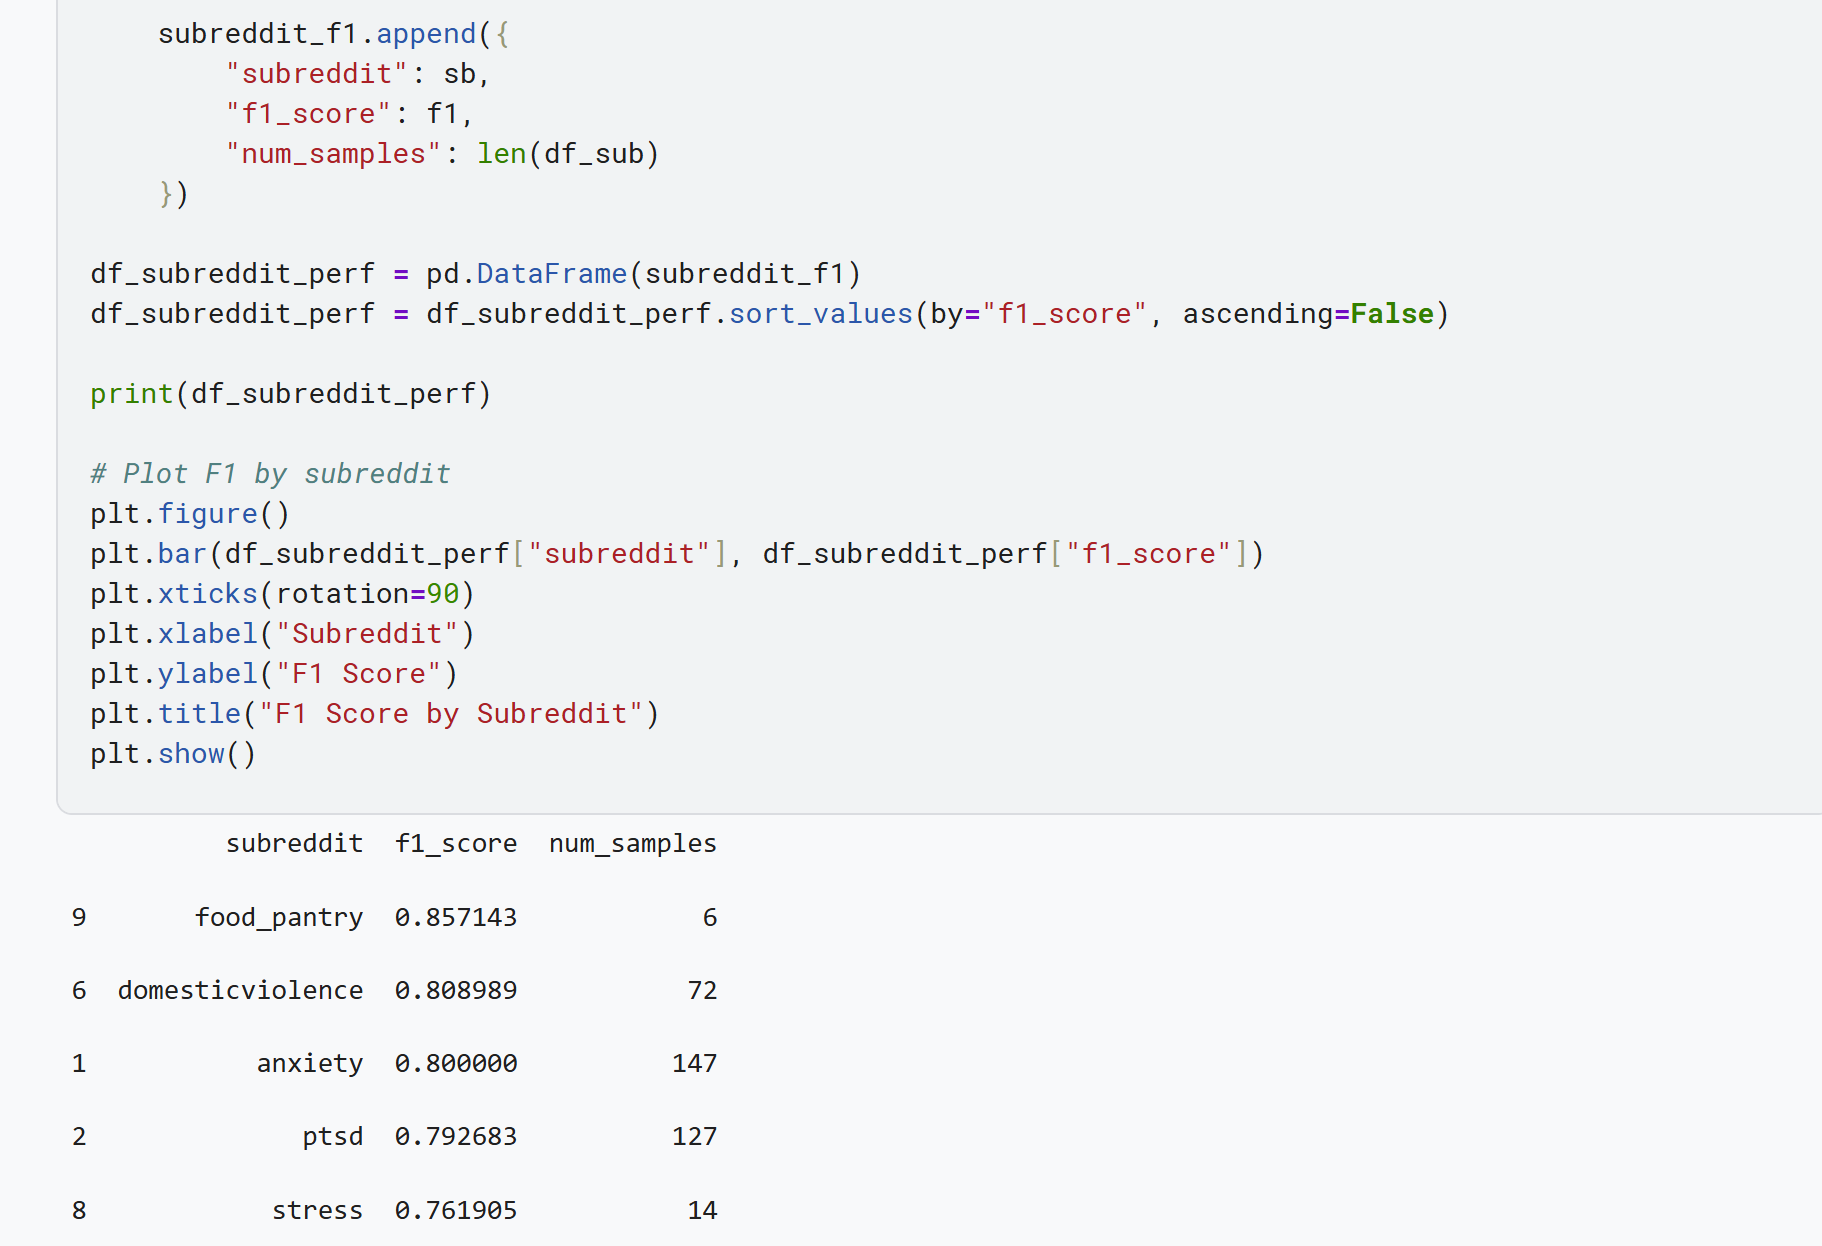 subreddit_f1.append({
        "subreddit": sb,
        "f1_score": f1,
        "num_samples": len(df_sub)
    })

df_subreddit_perf = pd.DataFrame(subreddit_f1)
df_subreddit_perf = df_subreddit_perf.sort_values(by="f1_score", ascending=False)

print(df_subreddit_perf)

# Plot F1 by subreddit
plt.figure()
plt.bar(df_subreddit_perf["subreddit"], df_subreddit_perf["f1_score"])
plt.xticks(rotation=90)
plt.xlabel("Subreddit")
plt.ylabel("F1 Score")
plt.title("F1 Score by Subreddit")
plt.show()

          subreddit  f1_score  num_samples
9       food_pantry  0.857143            6
6  domesticviolence  0.808989           72
1           anxiety  0.800000          147
2              ptsd  0.792683          127
8            stress  0.761905           14